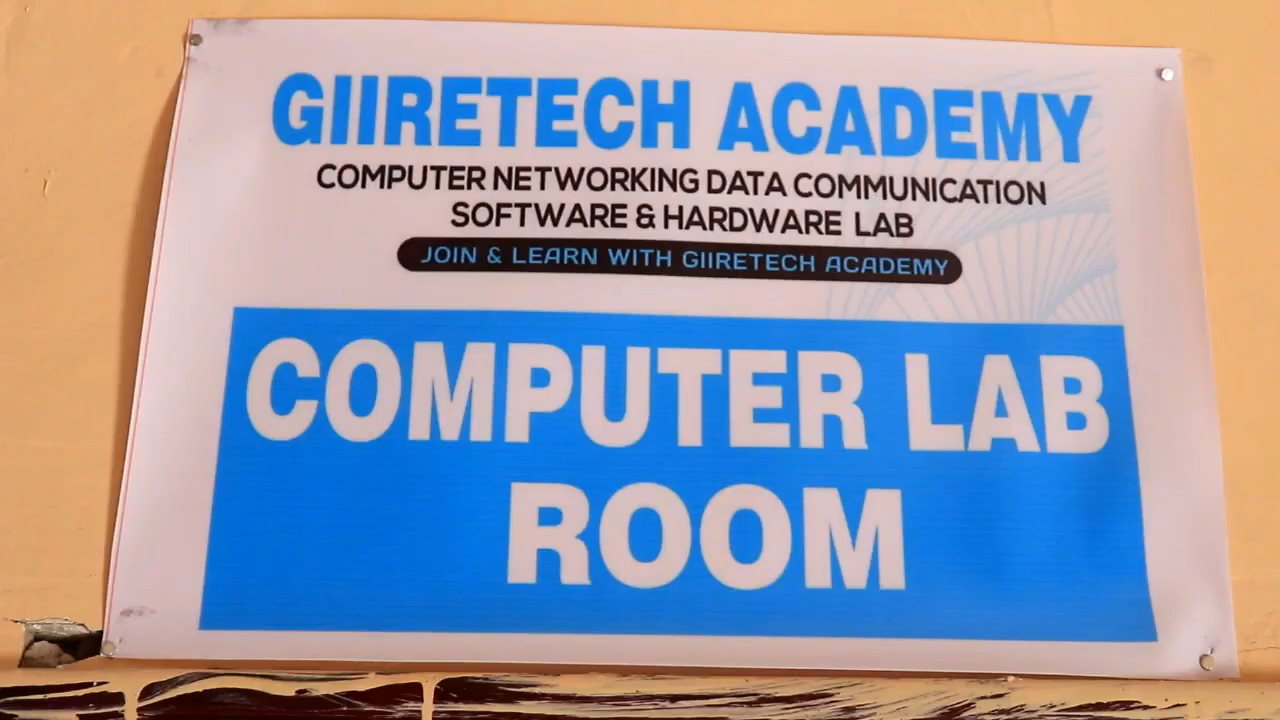 GIIRETECH ACADEMY
COMPUTER NETWORKING DATA COMMUNICATION
SOFTWARE & HARDWARE LAB
JOIN & LEARN WITH GIIRETECH ACADEMY
COMPUTER LAB
ROOM